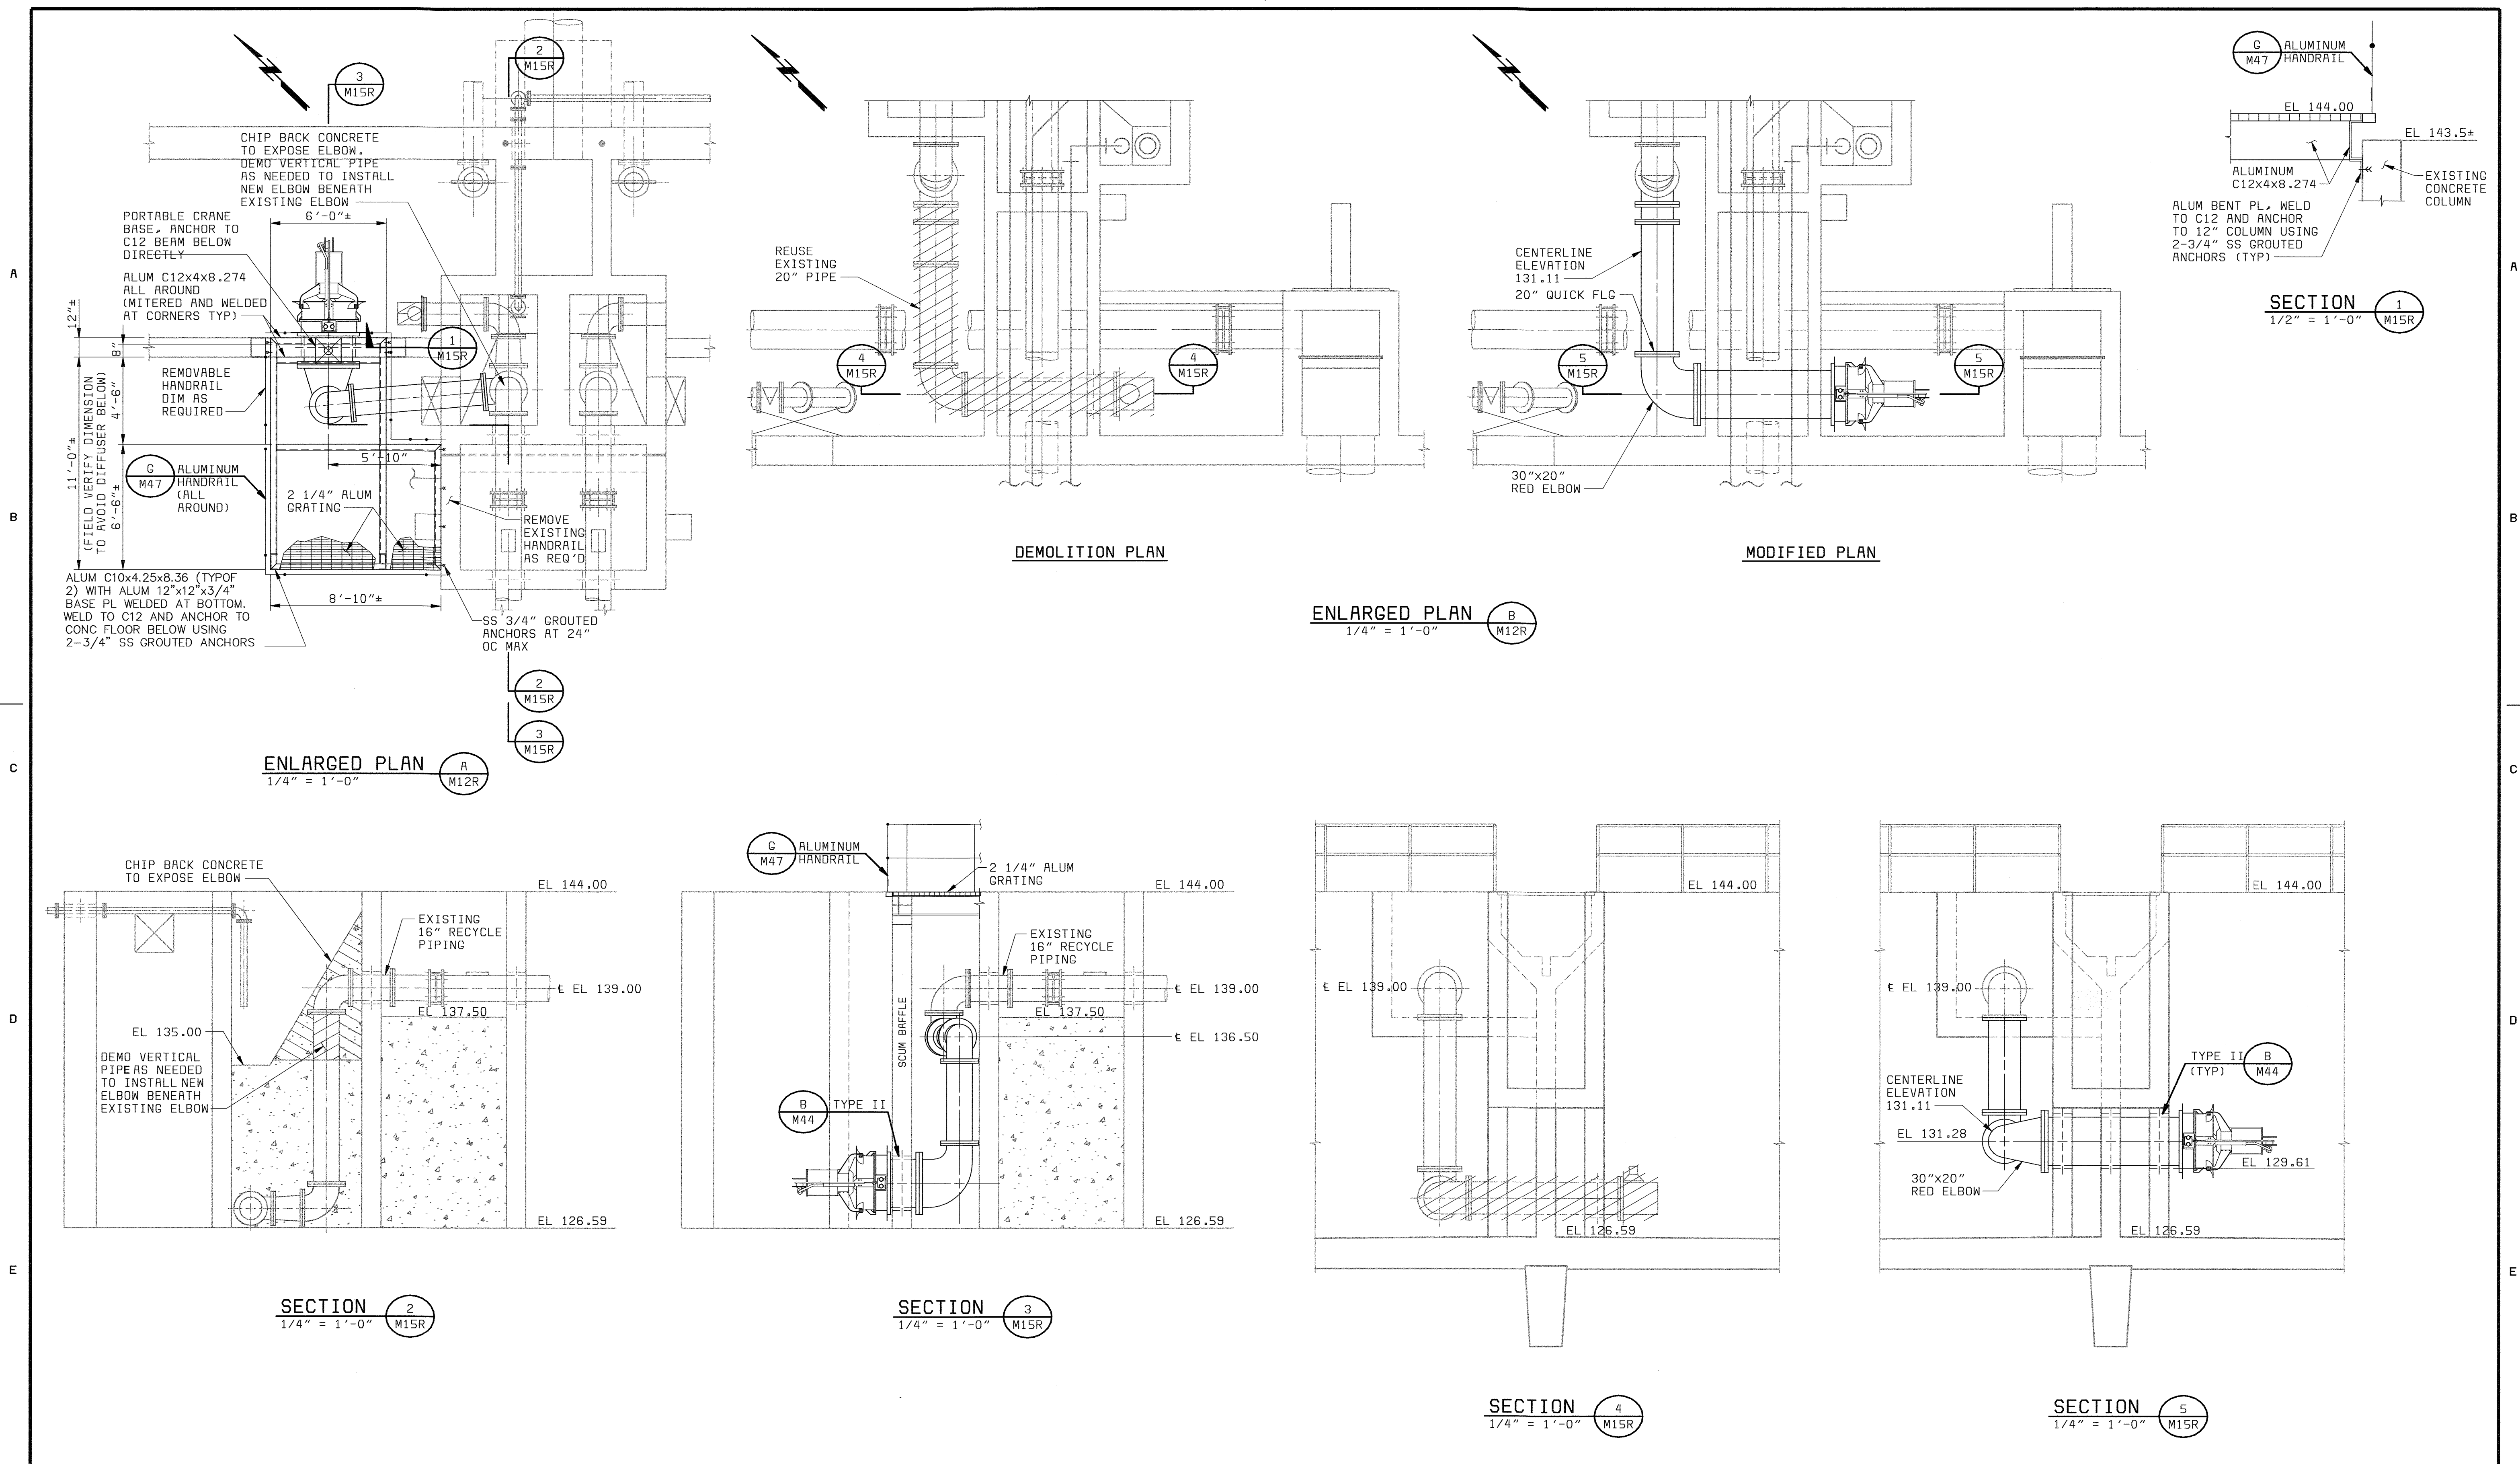 3
M15R
2
M15R
CHIP BACK CONCRETE
TO EXPOSE ELBOW.
DEMO VERTICAL PIPE
AS NEEDED TO INSTALL
NEW ELBOW BENEATH
EXISTING ELBOW
6'-0"±
PORTABLE CRANE
BASE, ANCHOR TO
C12 BEAM BELOW
DIRECTLY
ALUM C12x4x8.274
ALL AROUND
(MITERED AND WELDED
AT CORNERS TYP)
12"±
8"
1
M15R
REMOVABLE
HANDRAIL
DIM AS
REQUIRED
11'-0"±
(FIELD VERIFY DIMENSION
TO AVOID DIFFUSER BELOW)
4'-6"
6'-6"±
5'-10"
G
M47
ALUMINUM
HANDRAIL
(ALL
AROUND)
2 1/4" ALUM
GRATING
REMOVE
EXISTING
HANDRAIL
AS REQ'D
ALUM C10x4.25x8.36 (TYPOF
2) WITH ALUM 12"x12"x3/4"
BASE PL WELDED AT BOTTOM.
WELD TO C12 AND ANCHOR TO
CONC FLOOR BELOW USING
2-3/4" SS GROUTED ANCHORS
8'-10"±
SS 3/4" GROUTED
ANCHORS AT 24"
OC MAX
2
M15R
3
M15R
ENLARGED PLAN
1/4" = 1'-0"
A
M12R
REUSE
EXISTING
20" PIPE
4
M15R
4
M15R
DEMOLITION PLAN
CENTERLINE
ELEVATION
131.11
20" QUICK FLG
5
M15R
5
M15R
30"x20"
RED ELBOW
MODIFIED PLAN
ENLARGED PLAN
1/4" = 1'-0"
B
M12R
G
M47
ALUMINUM
HANDRAIL
EL 144.00
EL 143.5±
ALUMINUM
C12x4x8.274
EXISTING
CONCRETE
COLUMN
ALUM BENT PL, WELD
TO C12 AND ANCHOR
TO 12" COLUMN USING
2-3/4" SS GROUTED
ANCHORS (TYP)
SECTION
1/2" = 1'-0"
1
M15R
CHIP BACK CONCRETE
TO EXPOSE ELBOW
EL 144.00
EXISTING
16" RECYCLE
PIPING
℄ EL 139.00
EL 137.50
EL 135.00
DEMO VERTICAL
PIPE AS NEEDED
TO INSTALL NEW
ELBOW BENEATH
EXISTING ELBOW
EL 126.59
SECTION
1/4" = 1'-0"
2
M15R
G
M47
ALUMINUM
HANDRAIL
2 1/4" ALUM
GRATING
EL 144.00
EXISTING
16" RECYCLE
PIPING
SCUM BAFFLE
℄ EL 139.00
EL 137.50
℄ EL 136.50
B
M44
TYPE II
EL 126.59
SECTION
1/4" = 1'-0"
3
M15R
EL 144.00
℄ EL 139.00
EL 126.59
SECTION
1/4" = 1'-0"
4
M15R
EL 144.00
℄ EL 139.00
TYPE II
(TYP)
B
M44
CENTERLINE
ELEVATION
131.11
EL 131.28
EL 129.61
30"x20"
RED ELBOW
EL 126.59
SECTION
1/4" = 1'-0"
5
M15R
A
B
C
D
E
A
B
C
D
E